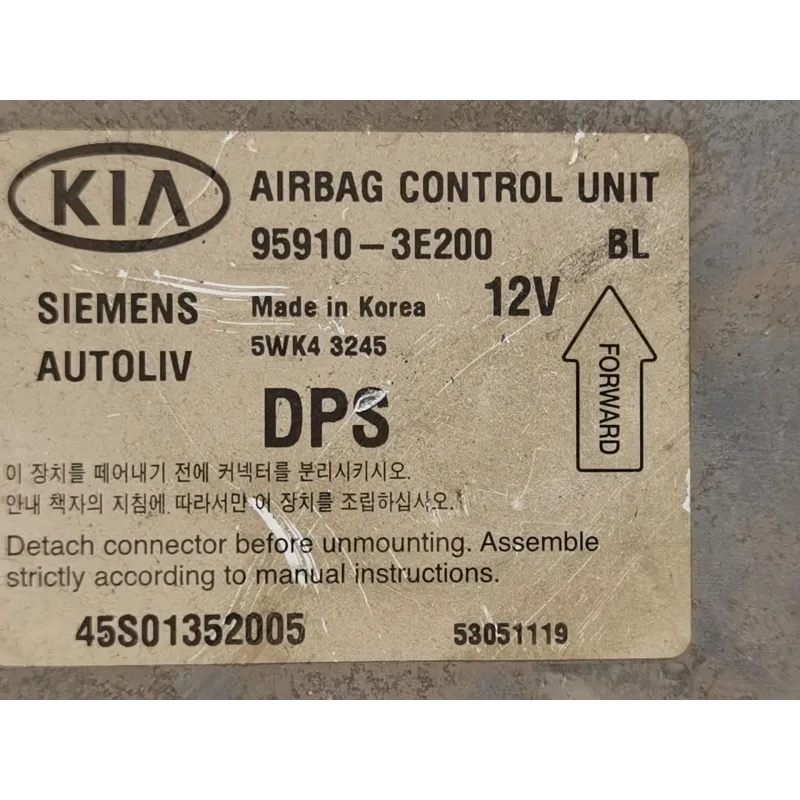 KIA AIRBAG CONTROL UNIT
95910-3E200 BL
SIEMENS Made in Korea 12V
AUTOLIV 5WK4 3245
FORWARD
DPS
이 장치를 떼어내기 전에 커넥터를 분리시키시오.
안내 책자의 지침에 따라서만 이 장치를 조립하십시오.
Detach connector before unmounting. Assemble
strictly according to manual instructions.
45S01352005 53051119